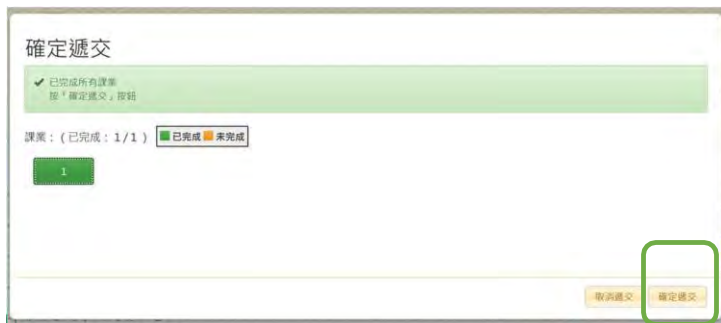 確定遞交
✔ 已完成所有課業
按「確定遞交」按鈕
課業：(已完成：1/1) 已完成 未完成
1
取消遞交 確定遞交